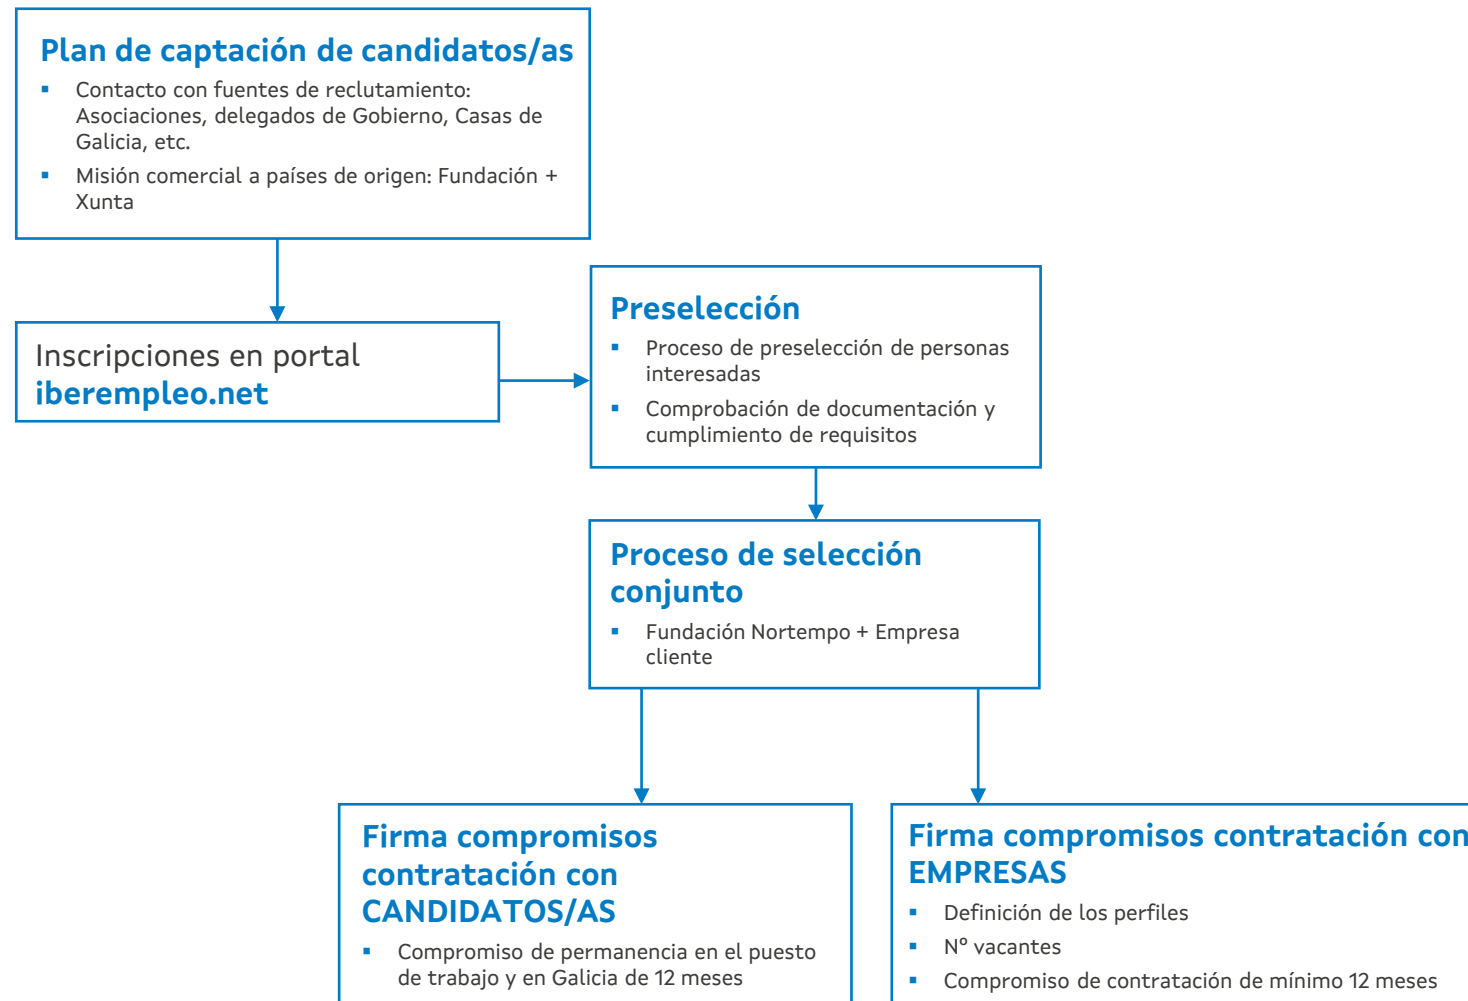 Plan de captación de candidatos/as
▪ Contacto con fuentes de reclutamiento:
Asociaciones, delegados de Gobierno, Casas de
Galicia, etc.
▪ Misión comercial a países de origen: Fundación +
Xunta
Inscripciones en portal
iberempleo.net
Preselección
▪ Proceso de preselección de personas
interesadas
▪ Comprobación de documentación y
cumplimiento de requisitos
Proceso de selección
conjunto
▪ Fundación Nortempo + Empresa
cliente
Firma compromisos
contratación con
CANDIDATOS/AS
▪ Compromiso de permanencia en el puesto
de trabajo y en Galicia de 12 meses
Firma compromisos contratación con
EMPRESAS
▪ Definición de los perfiles
▪ Nº vacantes
▪ Compromiso de contratación de mínimo 12 meses